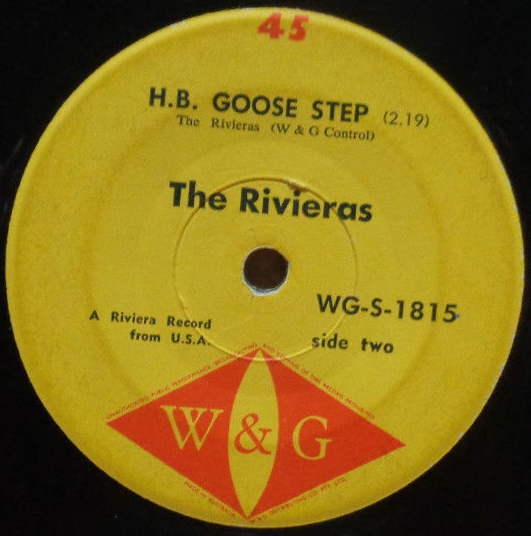 45
H.B. GOOSE STEP (2.19)
The Rivieras (W & G Control)
The Rivieras
WG-S-1815
A Riviera Record
from U.S.A.
side two
W & G